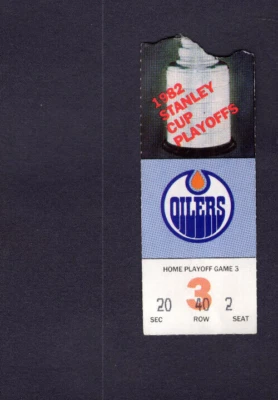 1982
STANLEY
CUP
PLAYOFFS
OILERS
HOME PLAYOFF GAME 3
3
20 40 2
SEC ROW SEAT